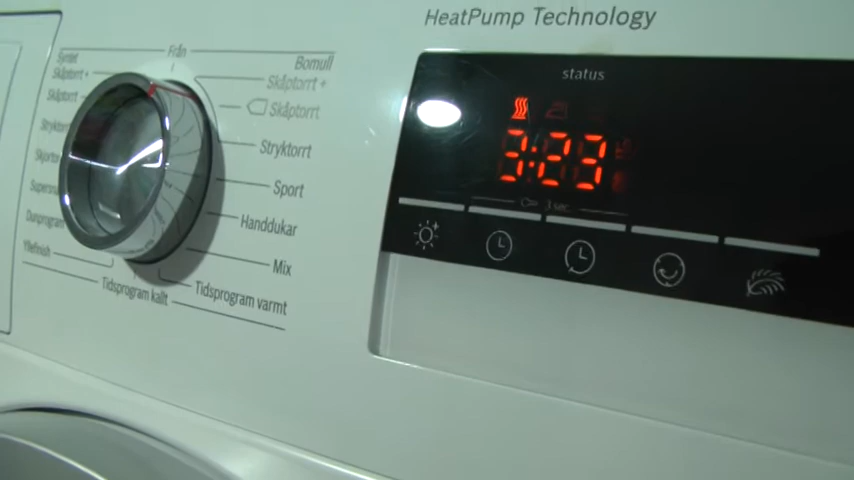 HeatPump Technology
status
3:23
3 sec.
Från
Bomull
Skåptorrt +
Skåptorrt
Stryktorrt
Sport
Handdukar
Mix
Tidsprogram varmt
Tidsprogram kallt
Syntet
Skåptorrt +
Skåptorrt
Yllefinish